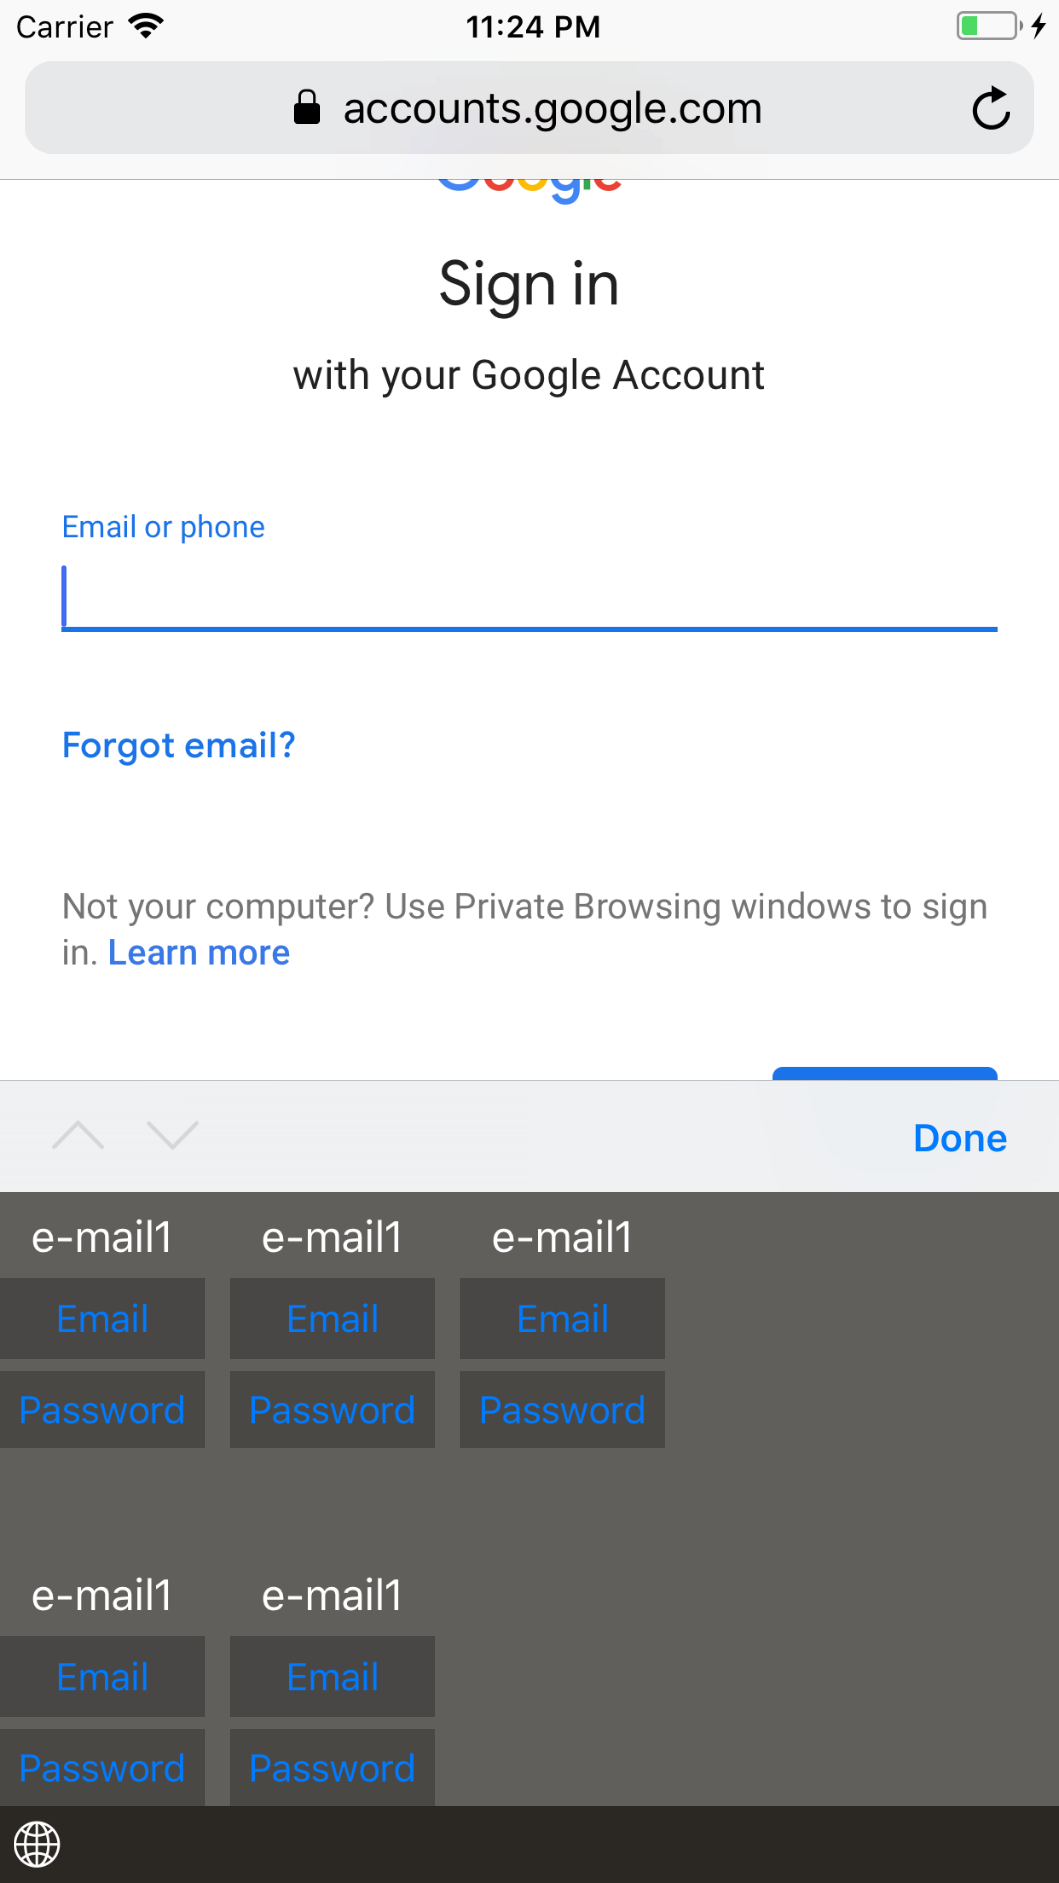 Carrier 11:24 PM
accounts.google.com
Google
Sign in
with your Google Account
Email or phone
Forgot email?
Not your computer? Use Private Browsing windows to sign
in. Learn more
Done
e-mail1 e-mail1 e-mail1
Email Email Email
Password Password Password
e-mail1 e-mail1
Email Email
Password Password